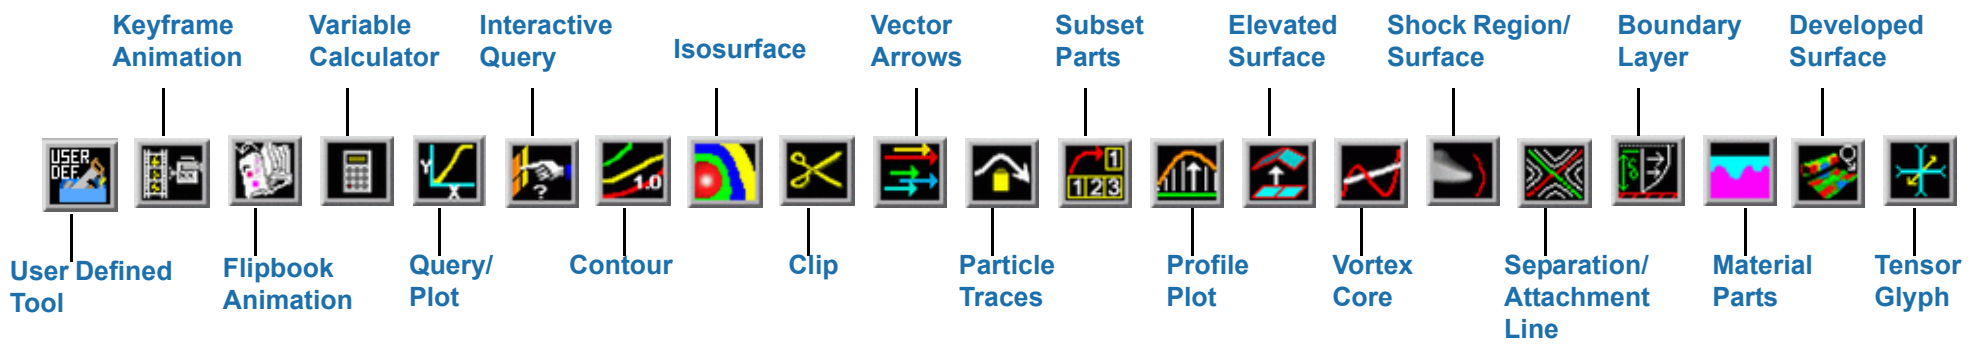 Keyframe
Animation
Variable
Calculator
Interactive
Query
Isosurface
Vector
Arrows
Subset
Parts
Elevated
Surface
Shock Region/
Surface
Boundary
Layer
Developed
Surface
USER
DEF
Y
X
?
1.0
1
1 2 3
δ
User Defined
Tool
Flipbook
Animation
Query/
Plot
Contour
Clip
Particle
Traces
Profile
Plot
Vortex
Core
Separation/
Attachment
Line
Material
Parts
Tensor
Glyph